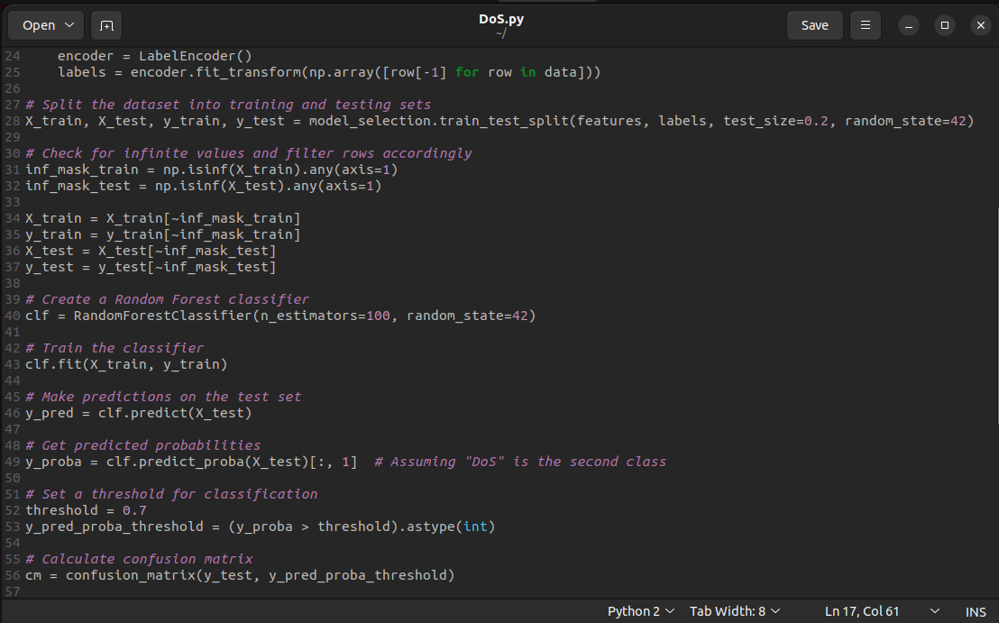 Open
DoS.py
~/
Save
24     encoder = LabelEncoder()
25     labels = encoder.fit_transform(np.array([row[-1] for row in data]))
26
27 # Split the dataset into training and testing sets
28 X_train, X_test, y_train, y_test = model_selection.train_test_split(features, labels, test_size=0.2, random_state=42)
29
30 # Check for infinite values and filter rows accordingly
31 inf_mask_train = np.isinf(X_train).any(axis=1)
32 inf_mask_test = np.isinf(X_test).any(axis=1)
33
34 X_train = X_train[~inf_mask_train]
35 y_train = y_train[~inf_mask_train]
36 X_test = X_test[~inf_mask_test]
37 y_test = y_test[~inf_mask_test]
38
39 # Create a Random Forest classifier
40 clf = RandomForestClassifier(n_estimators=100, random_state=42)
41
42 # Train the classifier
43 clf.fit(X_train, y_train)
44
45 # Make predictions on the test set
46 y_pred = clf.predict(X_test)
47
48 # Get predicted probabilities
49 y_proba = clf.predict_proba(X_test)[:, 1]  # Assuming "DoS" is the second class
50
51 # Set a threshold for classification
52 threshold = 0.7
53 y_pred_proba_threshold = (y_proba > threshold).astype(int)
54
55 # Calculate confusion matrix
56 cm = confusion_matrix(y_test, y_pred_proba_threshold)
57
Python 2 Tab Width: 8 Ln 17, Col 61 INS